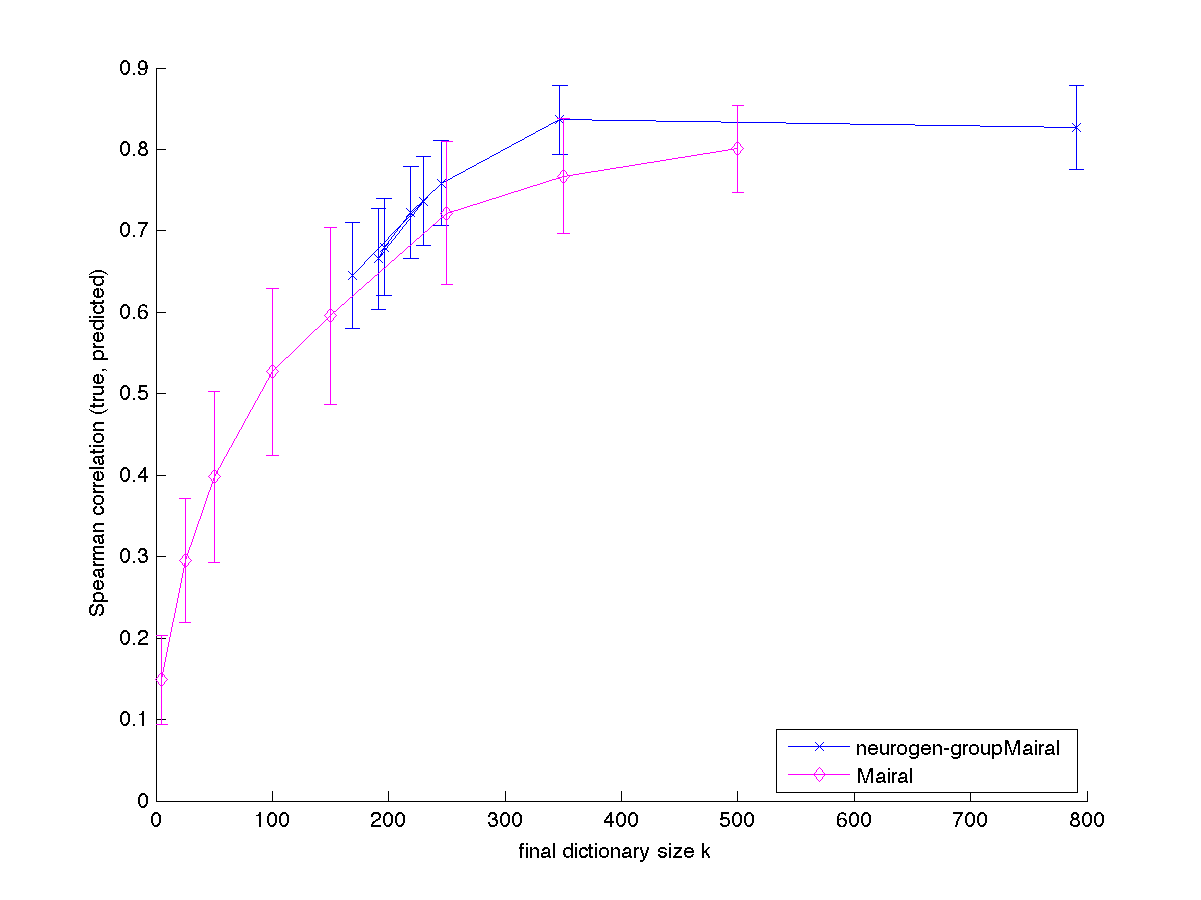 Spearman correlation (true, predicted)
0.9
0.8
0.7
0.6
0.5
0.4
0.3
0.2
0.1
0
0 100 200 300 400 500 600 700 800
final dictionary size k
neurogen-groupMairal
Mairal